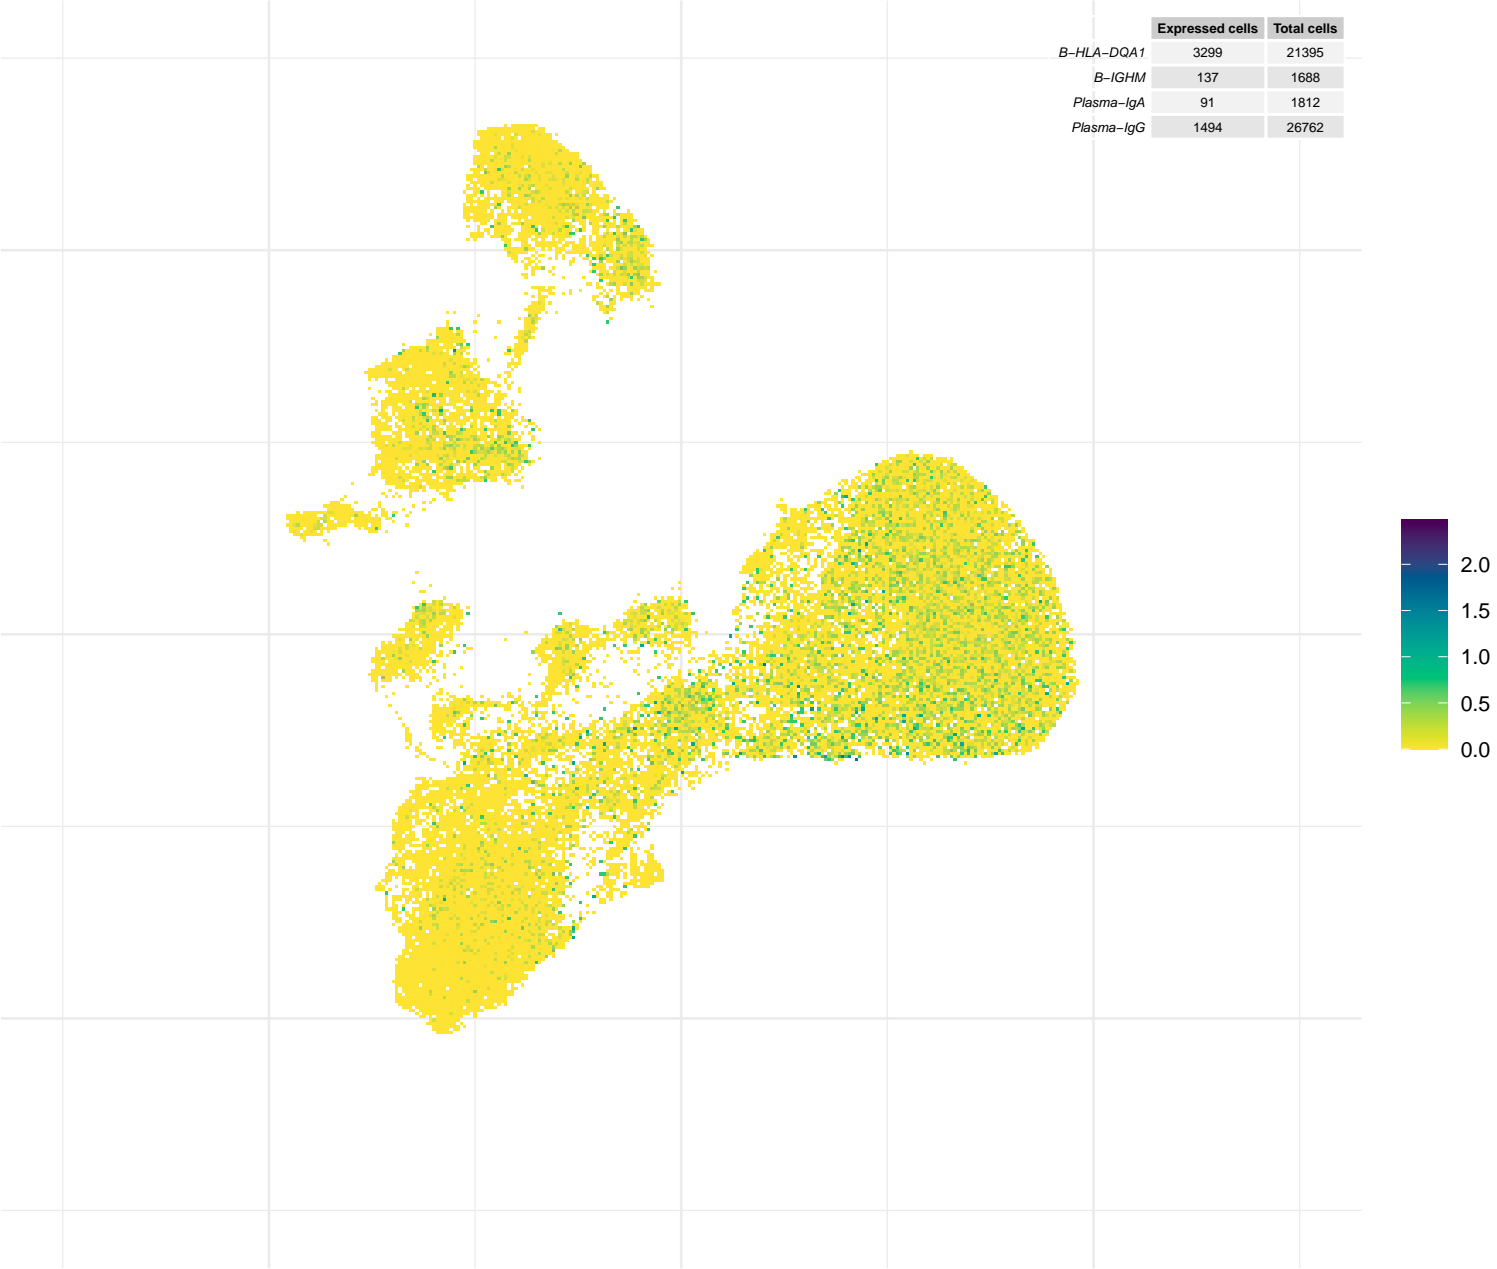 Expressed cells Total cells
B−HLA−DQA1 3299 21395
B−IGHM 137 1688
Plasma−IgA 91 1812
Plasma−IgG 1494 26762
2.0
1.5
1.0
0.5
0.0